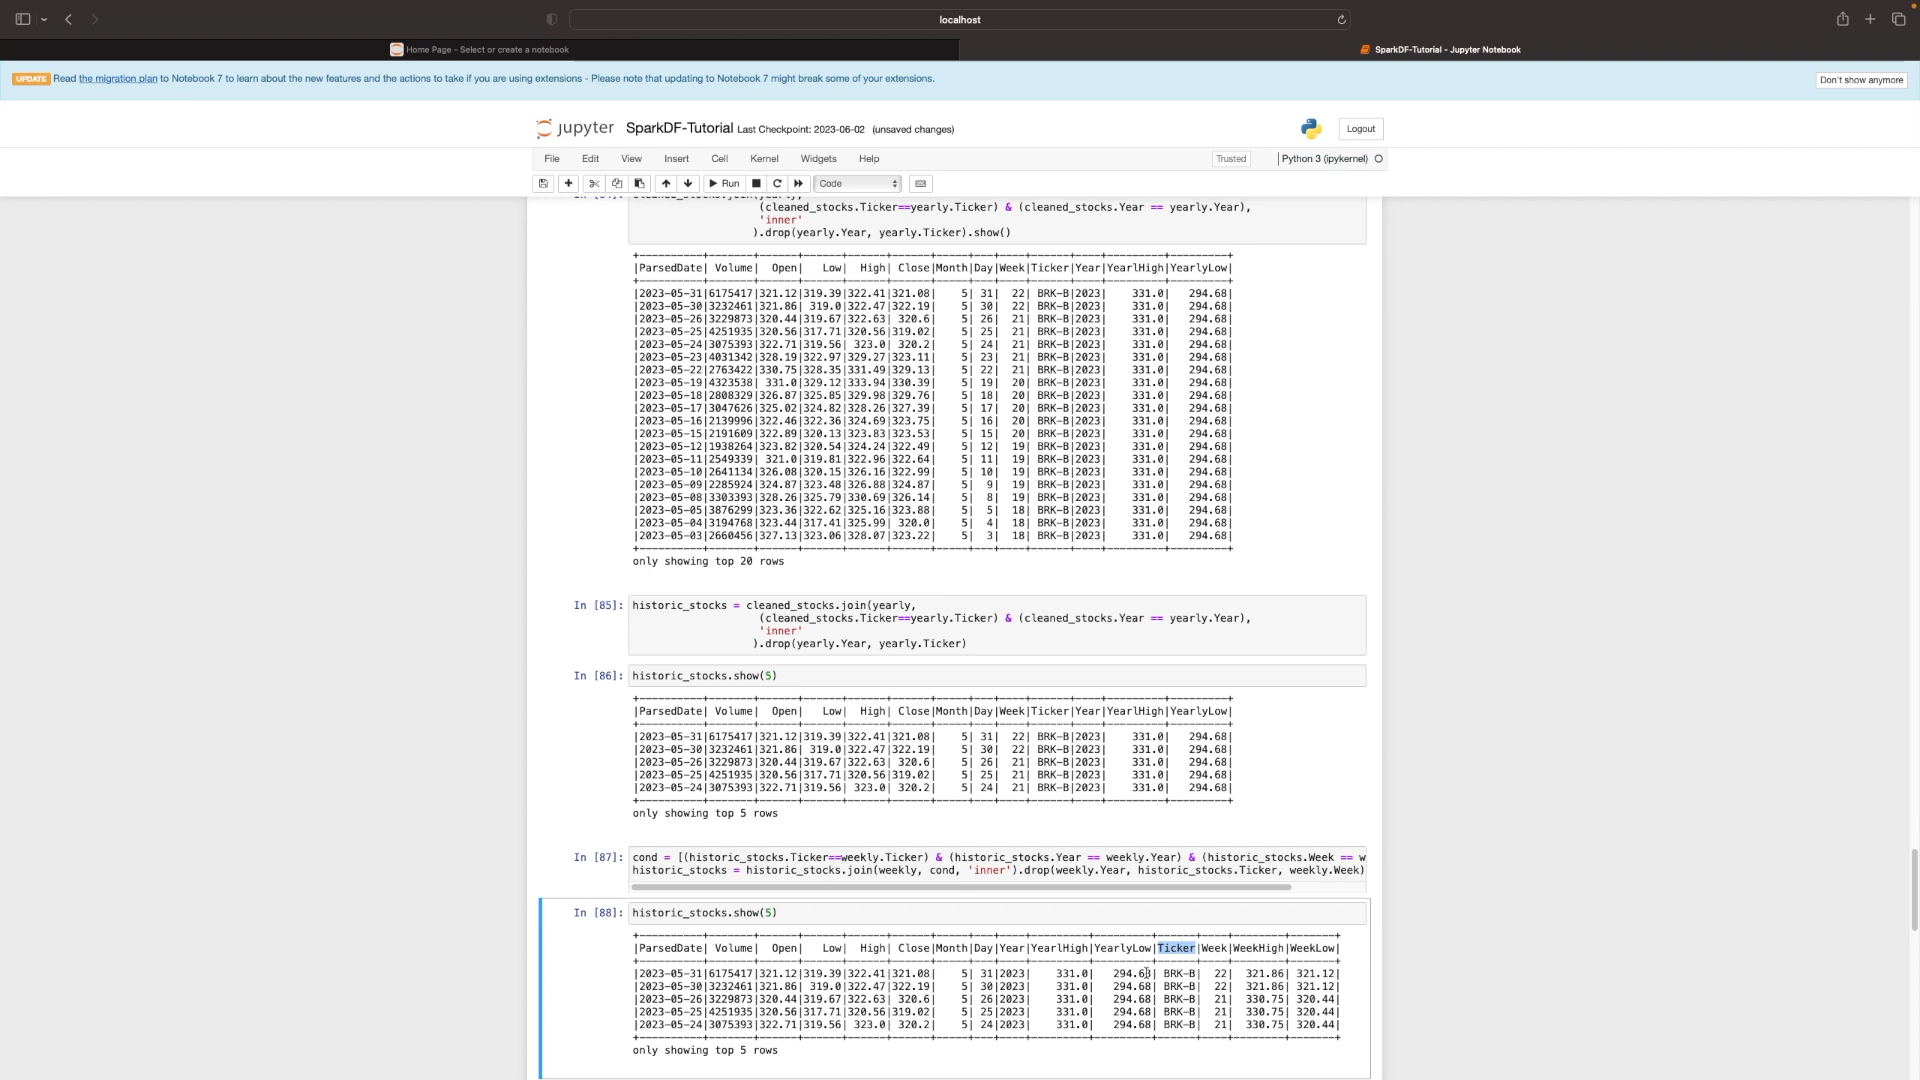 localhost
Home Page - Select or create a notebook
SparkDF-Tutorial - Jupyter Notebook
UPDATE Read the migration plan to Notebook 7 to learn about the new features and the actions to take if you are using extensions - Please note that updating to Notebook 7 might break some of your extensions.
Don't show anymore
jupyter SparkDF-Tutorial Last Checkpoint: 2023-06-02 (unsaved changes)
Logout
File Edit View Insert Cell Kernel Widgets Help
Trusted | Python 3 (ipykernel)
Run Code
(cleaned_stocks.Ticker==yearly.Ticker) & (cleaned_stocks.Year == yearly.Year),
'inner'
).drop(yearly.Year, yearly.Ticker).show()
|ParsedDate| Volume| Open| Low| High| Close|Month|Day|Week|Ticker|Year|YearlHigh|YearlyLow|
|2023-05-31|6175417|321.12|319.39|322.41|321.08| 5| 31| 22| BRK-B|2023| 331.0| 294.68|
|2023-05-30|3232461|321.86| 319.0|322.47|322.19| 5| 30| 22| BRK-B|2023| 331.0| 294.68|
|2023-05-26|3229873|320.44|319.67|322.63| 320.6| 5| 26| 21| BRK-B|2023| 331.0| 294.68|
|2023-05-25|4251935|320.56|317.71|320.56|319.02| 5| 25| 21| BRK-B|2023| 331.0| 294.68|
|2023-05-24|3075393|322.71|319.56| 323.0| 320.2| 5| 24| 21| BRK-B|2023| 331.0| 294.68|
|2023-05-23|4031342|328.19|322.97|329.27|323.11| 5| 23| 21| BRK-B|2023| 331.0| 294.68|
|2023-05-22|2763422|330.75|328.35|331.49|329.13| 5| 22| 21| BRK-B|2023| 331.0| 294.68|
|2023-05-19|4323538| 331.0|329.12|333.94|330.39| 5| 19| 20| BRK-B|2023| 331.0| 294.68|
|2023-05-18|2808329|326.87|325.85|329.98|329.76| 5| 18| 20| BRK-B|2023| 331.0| 294.68|
|2023-05-17|3047626|325.02|324.82|328.26|327.39| 5| 17| 20| BRK-B|2023| 331.0| 294.68|
|2023-05-16|2139996|322.46|322.36|324.69|323.75| 5| 16| 20| BRK-B|2023| 331.0| 294.68|
|2023-05-15|2191609|322.89|320.13|323.83|323.53| 5| 15| 20| BRK-B|2023| 331.0| 294.68|
|2023-05-12|1938264|323.82|320.54|324.24|322.49| 5| 12| 19| BRK-B|2023| 331.0| 294.68|
|2023-05-11|2549339| 321.0|319.81|322.96|322.64| 5| 11| 19| BRK-B|2023| 331.0| 294.68|
|2023-05-10|2641134|326.08|320.15|326.16|322.99| 5| 10| 19| BRK-B|2023| 331.0| 294.68|
|2023-05-09|2285924|324.87|323.48|326.88|324.87| 5| 9| 19| BRK-B|2023| 331.0| 294.68|
|2023-05-08|3303393|328.26|325.79|330.69|326.14| 5| 8| 19| BRK-B|2023| 331.0| 294.68|
|2023-05-05|3876299|323.36|322.62|325.16|323.88| 5| 5| 18| BRK-B|2023| 331.0| 294.68|
|2023-05-04|3194768|323.44|317.41|325.99| 320.0| 5| 4| 18| BRK-B|2023| 331.0| 294.68|
|2023-05-03|2660456|327.13|323.06|328.07|323.22| 5| 3| 18| BRK-B|2023| 331.0| 294.68|
only showing top 20 rows
In [85]: historic_stocks = cleaned_stocks.join(yearly,
(cleaned_stocks.Ticker==yearly.Ticker) & (cleaned_stocks.Year == yearly.Year),
'inner'
).drop(yearly.Year, yearly.Ticker)
In [86]: historic_stocks.show(5)
|ParsedDate| Volume| Open| Low| High| Close|Month|Day|Week|Ticker|Year|YearlHigh|YearlyLow|
|2023-05-31|6175417|321.12|319.39|322.41|321.08| 5| 31| 22| BRK-B|2023| 331.0| 294.68|
|2023-05-30|3232461|321.86| 319.0|322.47|322.19| 5| 30| 22| BRK-B|2023| 331.0| 294.68|
|2023-05-26|3229873|320.44|319.67|322.63| 320.6| 5| 26| 21| BRK-B|2023| 331.0| 294.68|
|2023-05-25|4251935|320.56|317.71|320.56|319.02| 5| 25| 21| BRK-B|2023| 331.0| 294.68|
|2023-05-24|3075393|322.71|319.56| 323.0| 320.2| 5| 24| 21| BRK-B|2023| 331.0| 294.68|
only showing top 5 rows
In [87]: cond = [(historic_stocks.Ticker==weekly.Ticker) & (historic_stocks.Year == weekly.Year) & (historic_stocks.Week == w
historic_stocks = historic_stocks.join(weekly, cond, 'inner').drop(weekly.Year, historic_stocks.Ticker, weekly.Week)
In [88]: historic_stocks.show(5)
|ParsedDate| Volume| Open| Low| High| Close|Month|Day|Year|YearlHigh|YearlyLow|Ticker|Week|WeekHigh|WeekLow|
|2023-05-31|6175417|321.12|319.39|322.41|321.08| 5| 31|2023| 331.0| 294.68| BRK-B| 22| 321.86| 321.12|
|2023-05-30|3232461|321.86| 319.0|322.47|322.19| 5| 30|2023| 331.0| 294.68| BRK-B| 22| 321.86| 321.12|
|2023-05-26|3229873|320.44|319.67|322.63| 320.6| 5| 26|2023| 331.0| 294.68| BRK-B| 21| 330.75| 320.44|
|2023-05-25|4251935|320.56|317.71|320.56|319.02| 5| 25|2023| 331.0| 294.68| BRK-B| 21| 330.75| 320.44|
|2023-05-24|3075393|322.71|319.56| 323.0| 320.2| 5| 24|2023| 331.0| 294.68| BRK-B| 21| 330.75| 320.44|
only showing top 5 rows